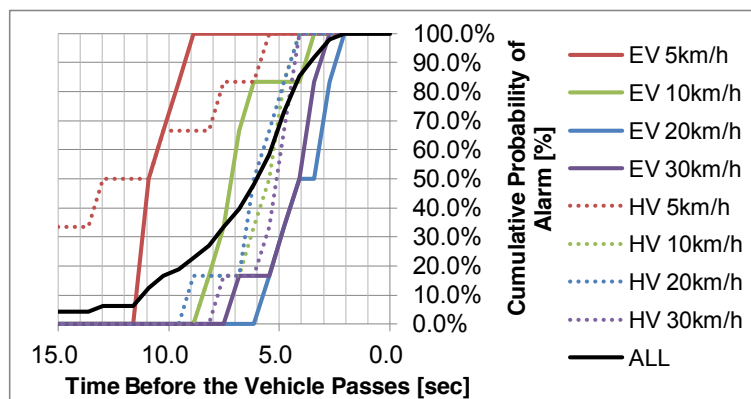 100.0%
90.0%
80.0%
70.0%
60.0%
50.0%
40.0%
30.0%
20.0%
10.0%
0.0%
15.0 10.0 5.0 0.0
Time Before the Vehicle Passes [sec]
Cumulative Probability of
Alarm [%]
EV 5km/h
EV 10km/h
EV 20km/h
EV 30km/h
HV 5km/h
HV 10km/h
HV 20km/h
HV 30km/h
ALL